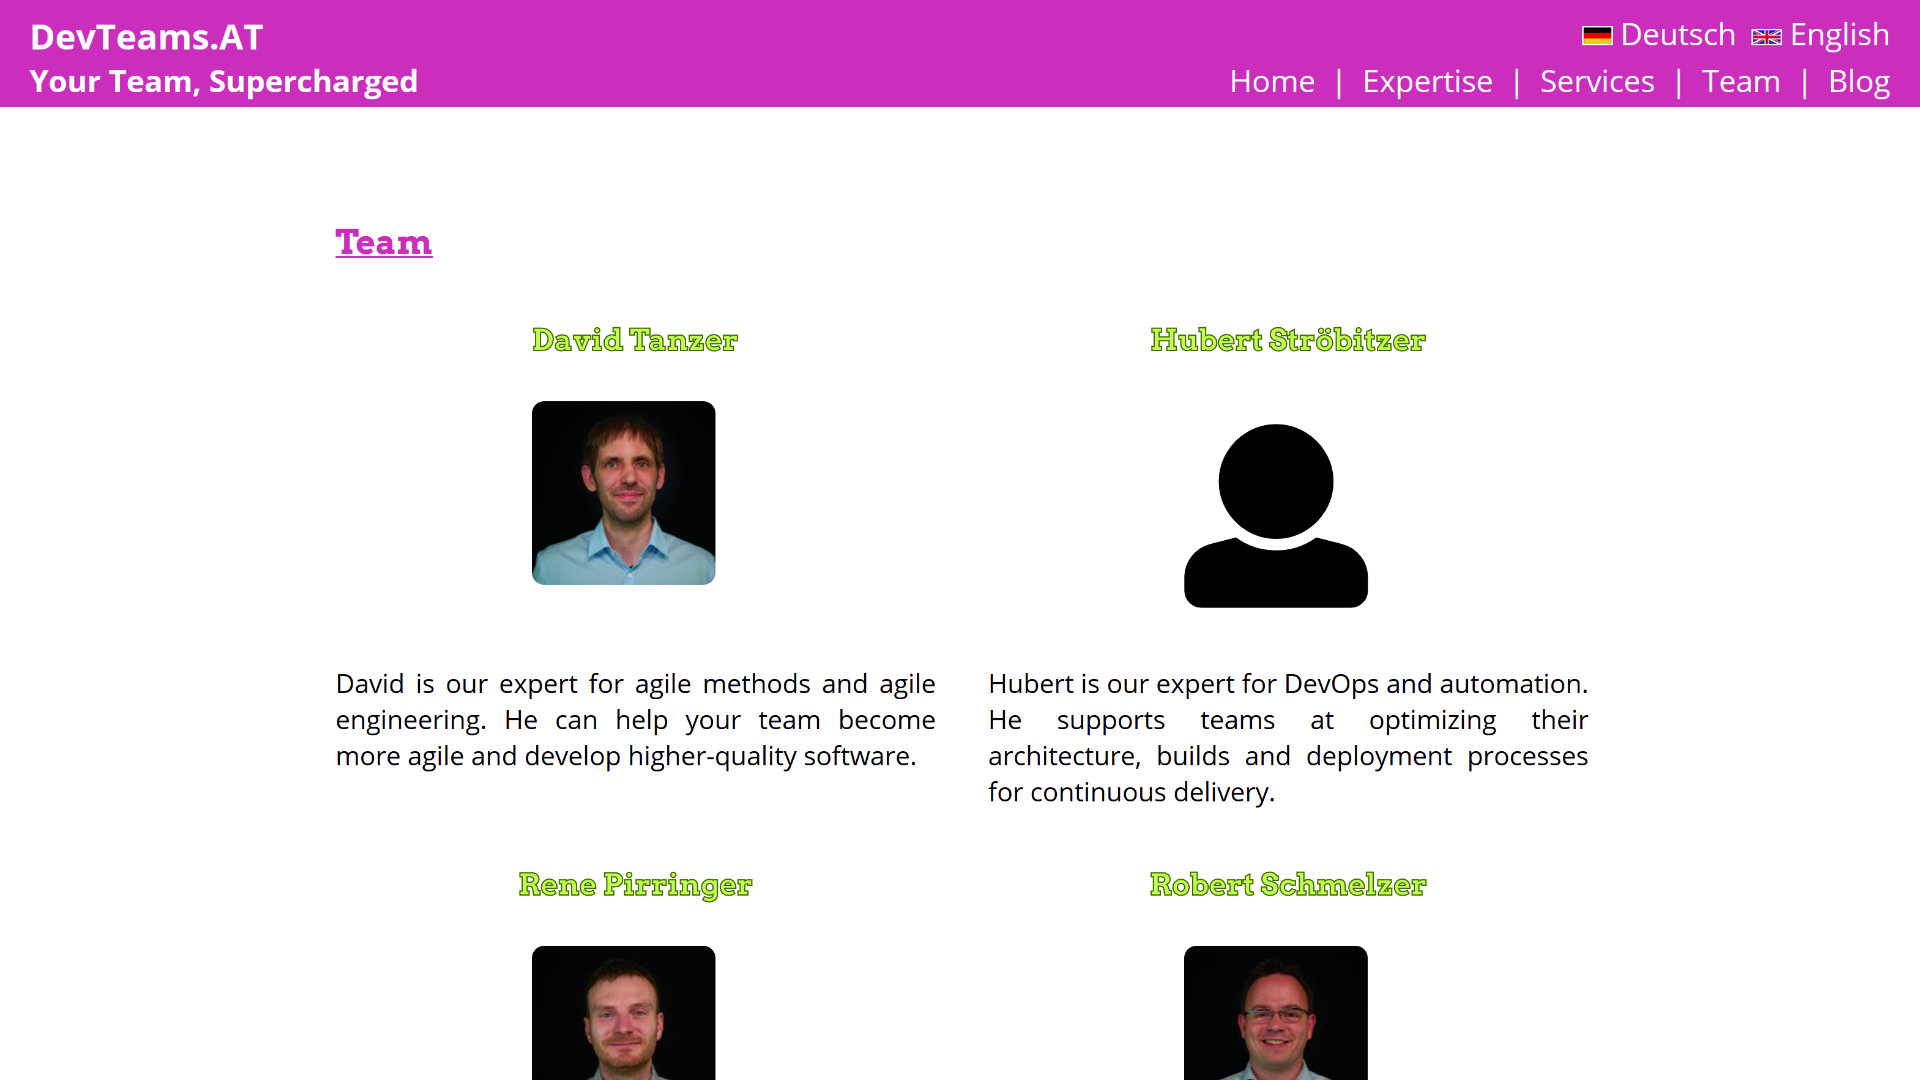 DevTeams.AT
Your Team, Supercharged
Deutsch English
Home | Expertise | Services | Team | Blog
Team
David Tanzer
David is our expert for agile methods and agile
engineering. He can help your team become
more agile and develop higher-quality software.
Hubert Ströbitzer
Hubert is our expert for DevOps and automation.
He supports teams at optimizing their
architecture, builds and deployment processes
for continuous delivery.
Rene Pirringer
Robert Schmelzer